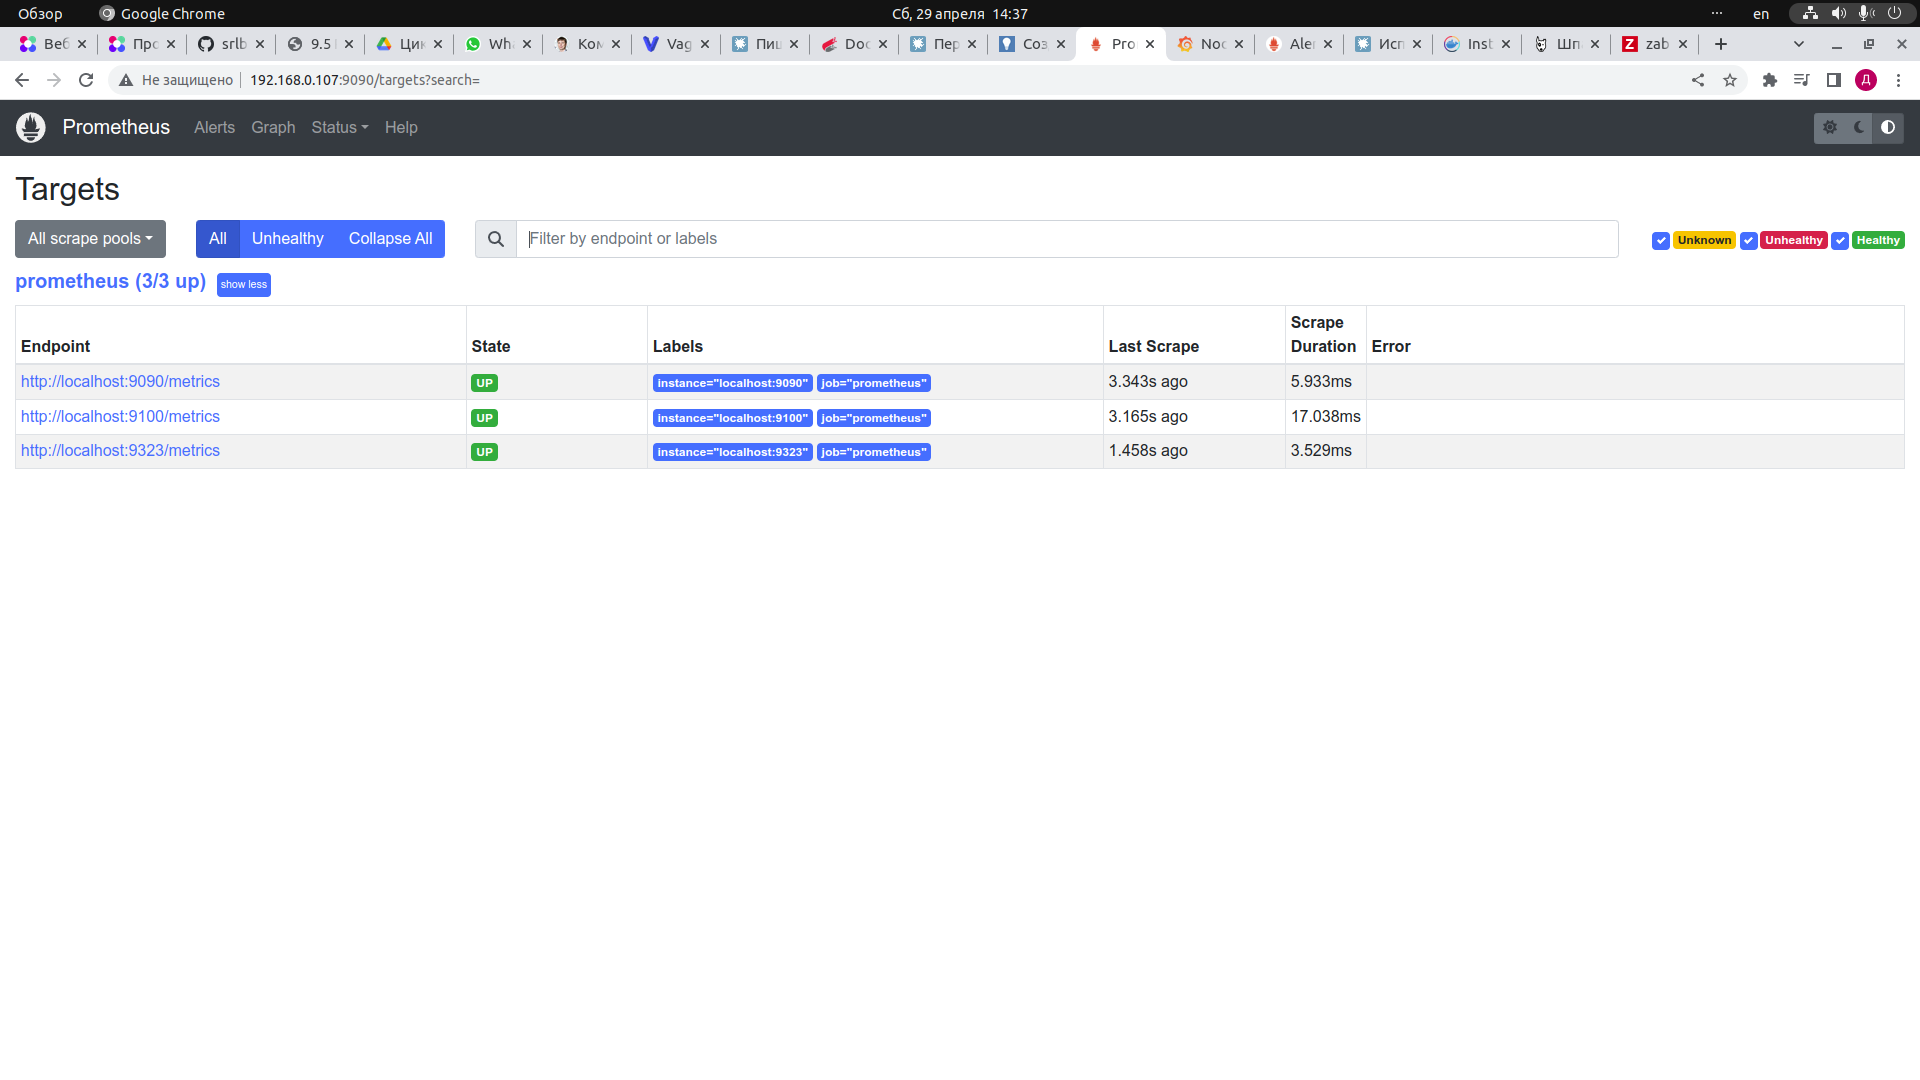 Обзор Google Chrome Сб, 29 апреля 14:37 en
Веб Про srlb 9.5 Ци Wha Ком Vag Пиш Doc Пер Соз Pro Noc Aler Исп Inst Шп zab
Не защищено 192.168.0.107:9090/targets?search= Д
Prometheus Alerts Graph Status Help
Targets
All scrape pools All Unhealthy Collapse All Filter by endpoint or labels Unknown Unhealthy Healthy
prometheus (3/3 up) show less
Endpoint State Labels Last Scrape Scrape Duration Error
http://localhost:9090/metrics UP instance="localhost:9090" job="prometheus" 3.343s ago 5.933ms
http://localhost:9100/metrics UP instance="localhost:9100" job="prometheus" 3.165s ago 17.038ms
http://localhost:9323/metrics UP instance="localhost:9323" job="prometheus" 1.458s ago 3.529ms